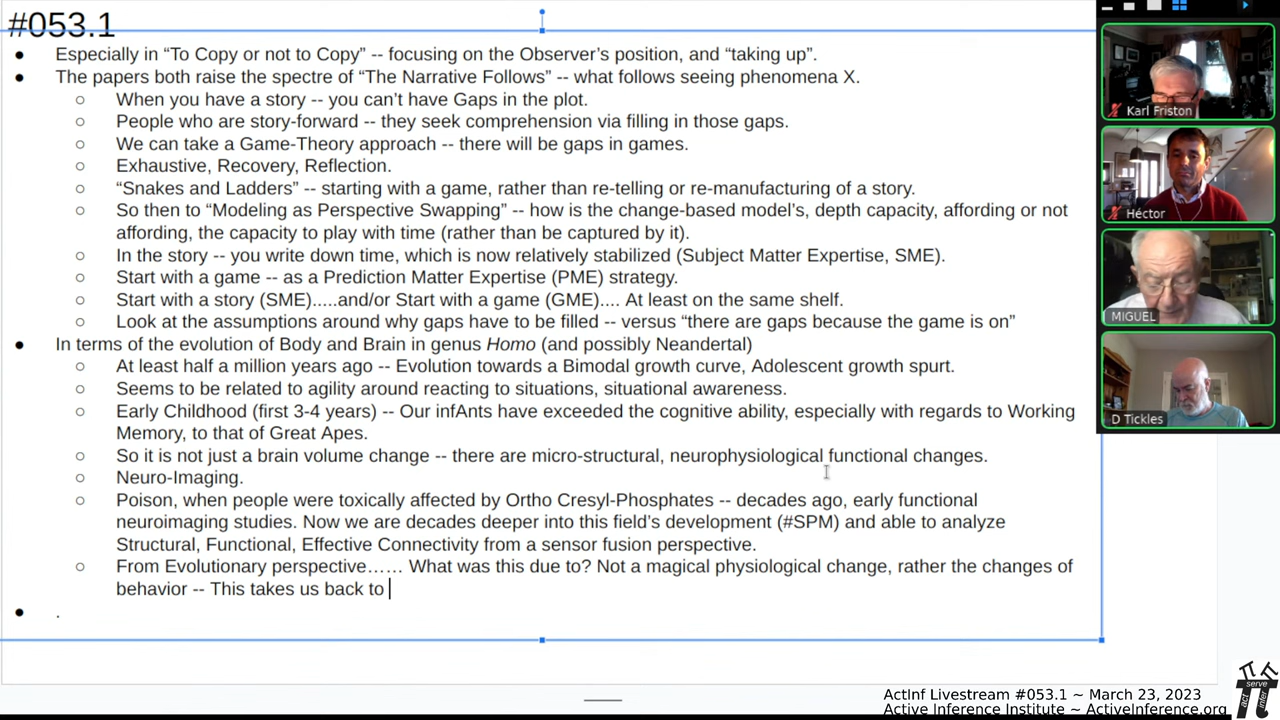 #053.1
● Especially in “To Copy or not to Copy” -- focusing on the Observer’s position, and “taking up”.
● The papers both raise the spectre of “The Narrative Follows” -- what follows seeing phenomena X.
○ When you have a story -- you can’t have Gaps in the plot.
○ People who are story-forward -- they seek comprehension via filling in those gaps.
○ We can take a Game-Theory approach -- there will be gaps in games.
○ Exhaustive, Recovery, Reflection.
○ “Snakes and Ladders” -- starting with a game, rather than re-telling or re-manufacturing of a story.
○ So then to “Modeling as Perspective Swapping” -- how is the change-based model’s, depth capacity, affording or not
affording, the capacity to play with time (rather than be captured by it).
○ In the story -- you write down time, which is now relatively stabilized (Subject Matter Expertise, SME).
○ Start with a game -- as a Prediction Matter Expertise (PME) strategy.
○ Start with a story (SME).....and/or Start with a game (GME).... At least on the same shelf.
○ Look at the assumptions around why gaps have to be filled -- versus “there are gaps because the game is on”
● In terms of the evolution of Body and Brain in genus Homo (and possibly Neandertal)
○ At least half a million years ago -- Evolution towards a Bimodal growth curve, Adolescent growth spurt.
○ Seems to be related to agility around reacting to situations, situational awareness.
○ Early Childhood (first 3-4 years) -- Our infAnts have exceeded the cognitive ability, especially with regards to Working
Memory, to that of Great Apes.
○ So it is not just a brain volume change -- there are micro-structural, neurophysiological functional changes.
○ Neuro-Imaging.
○ Poison, when people were toxically affected by Ortho Cresyl-Phosphates -- decades ago, early functional
neuroimaging studies. Now we are decades deeper into this field’s development (#SPM) and able to analyze
Structural, Functional, Effective Connectivity from a sensor fusion perspective.
○ From Evolutionary perspective…… What was this due to? Not a magical physiological change, rather the changes of
behavior -- This takes us back to
● .
Karl Friston
Héctor
MIGUEL
D Tickles
ActInf Livestream #053.1 ~ March 23, 2023
Active Inference Institute ~ ActiveInference.org
act
serve
infer